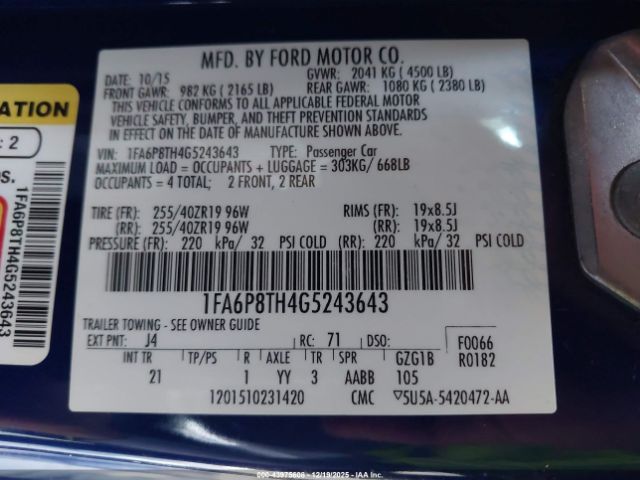 MFD. BY FORD MOTOR CO.
DATE: 10/15 GVWR: 2041 KG ( 4500 LB)
FRONT GAWR: 982 KG ( 2165 LB) REAR GAWR: 1080 KG ( 2380 LB)
THIS VEHICLE CONFORMS TO ALL APPLICABLE FEDERAL MOTOR
VEHICLE SAFETY, BUMPER, AND THEFT PREVENTION STANDARDS
IN EFFECT ON THE DATE OF MANUFACTURE SHOWN ABOVE.
VIN: 1FA6P8TH4G5243643 TYPE: Passenger Car
MAXIMUM LOAD = OCCUPANTS + LUGGAGE = 303KG/ 668LB
OCCUPANTS = 4 TOTAL; 2 FRONT, 2 REAR
TIRE (FR): 255/40ZR19 96W RIMS (FR): 19x8.5J
(RR): 255/40ZR19 96W (RR): 19x8.5J
PRESSURE (FR): 220 kPa/ 32 PSI COLD (RR): 220 kPa/ 32 PSI COLD
1FA6P8TH4G5243643
TRAILER TOWING - SEE OWNER GUIDE
EXT PNT: J4 RC: 71 DSO: F0066
INT TR TP/PS R AXLE TR SPR GZG1B R0182
21 1 YY 3 AABB 105
1201510231420 CMC ▽5U5A-5420472-AA
: 2
1FA6P8TH4G5243643
000-43975606 - 12/19/2025 - IAA